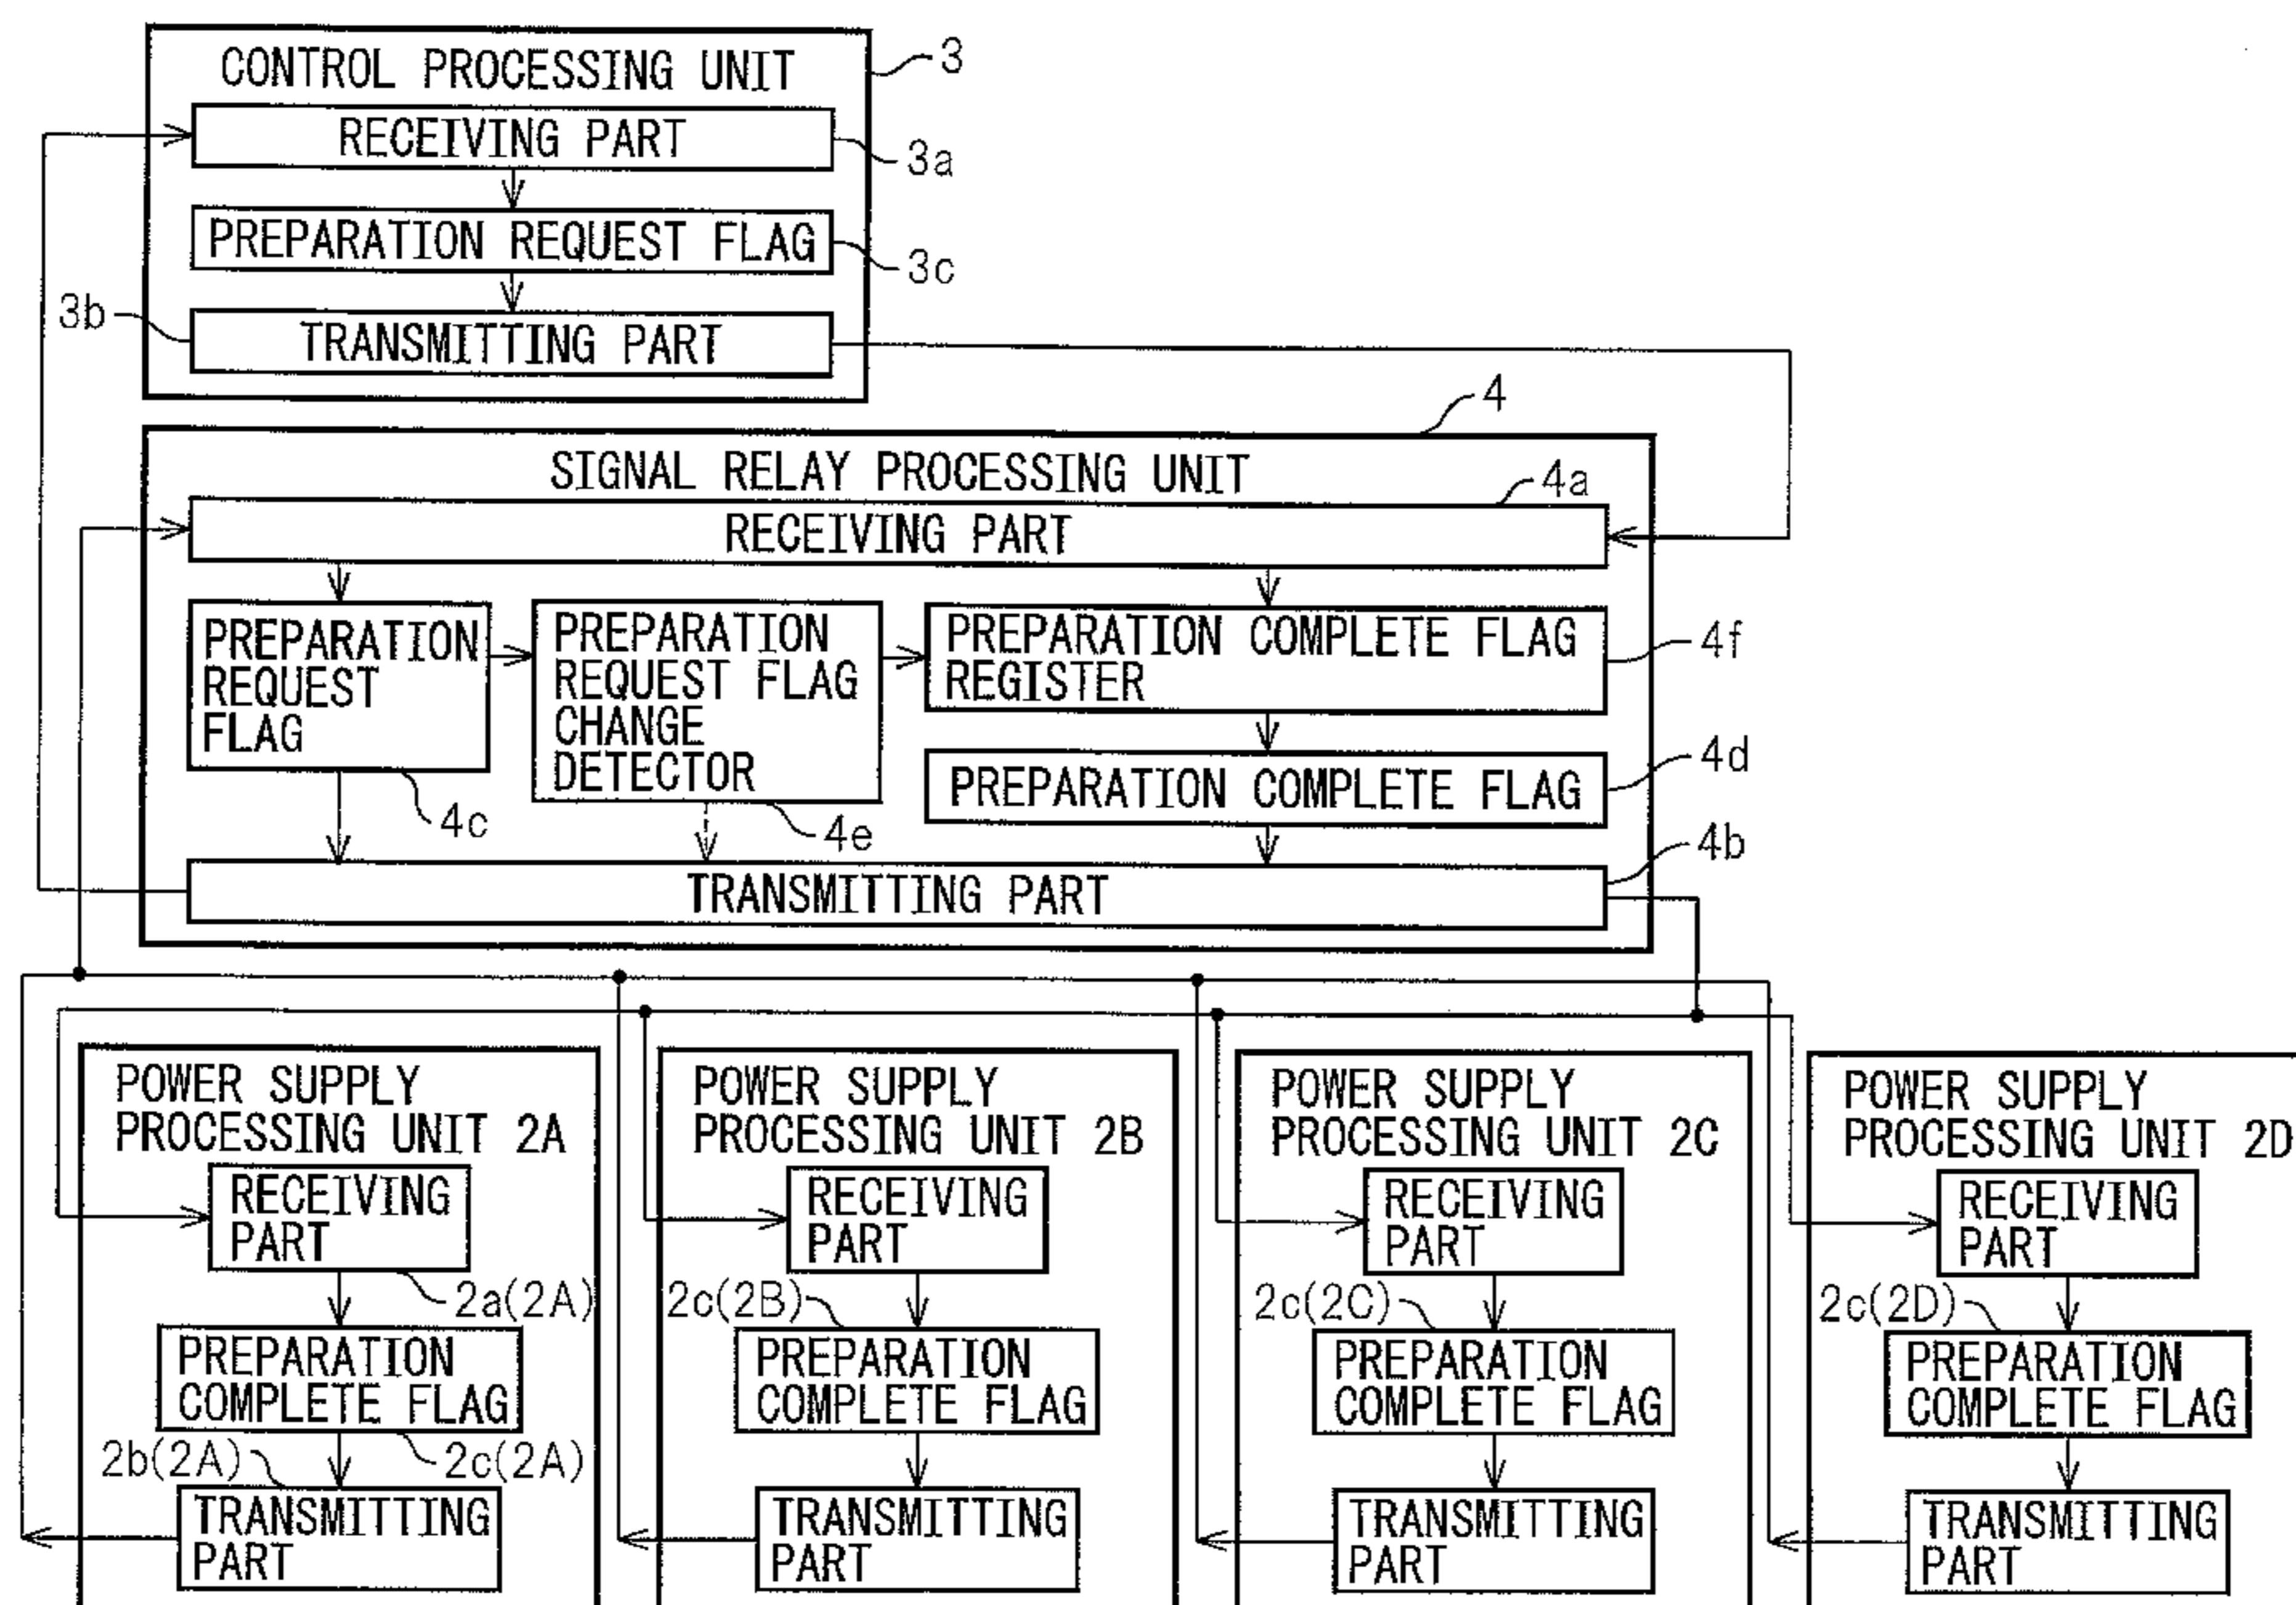 CONTROL PROCESSING UNIT
3
RECEIVING PART
3a
PREPARATION REQUEST FLAG
3c
3b
TRANSMITTING PART
4
SIGNAL RELAY PROCESSING UNIT
4a
RECEIVING PART
PREPARATION
REQUEST
FLAG
4c
PREPARATION
REQUEST FLAG
CHANGE
DETECTOR
4e
PREPARATION COMPLETE FLAG
REGISTER
4f
PREPARATION COMPLETE FLAG
4d
TRANSMITTING PART
4b
POWER SUPPLY
PROCESSING UNIT 2A
RECEIVING
PART
2a(2A)
PREPARATION
COMPLETE FLAG
2b(2A)
2c(2A)
TRANSMITTING
PART
POWER SUPPLY
PROCESSING UNIT 2B
RECEIVING
PART
2c(2B)
PREPARATION
COMPLETE FLAG
TRANSMITTING
PART
POWER SUPPLY
PROCESSING UNIT 2C
RECEIVING
PART
2c(2C)
PREPARATION
COMPLETE FLAG
TRANSMITTING
PART
POWER SUPPLY
PROCESSING UNIT 2D
RECEIVING
PART
2c(2D)
PREPARATION
COMPLETE FLAG
TRANSMITTING
PART